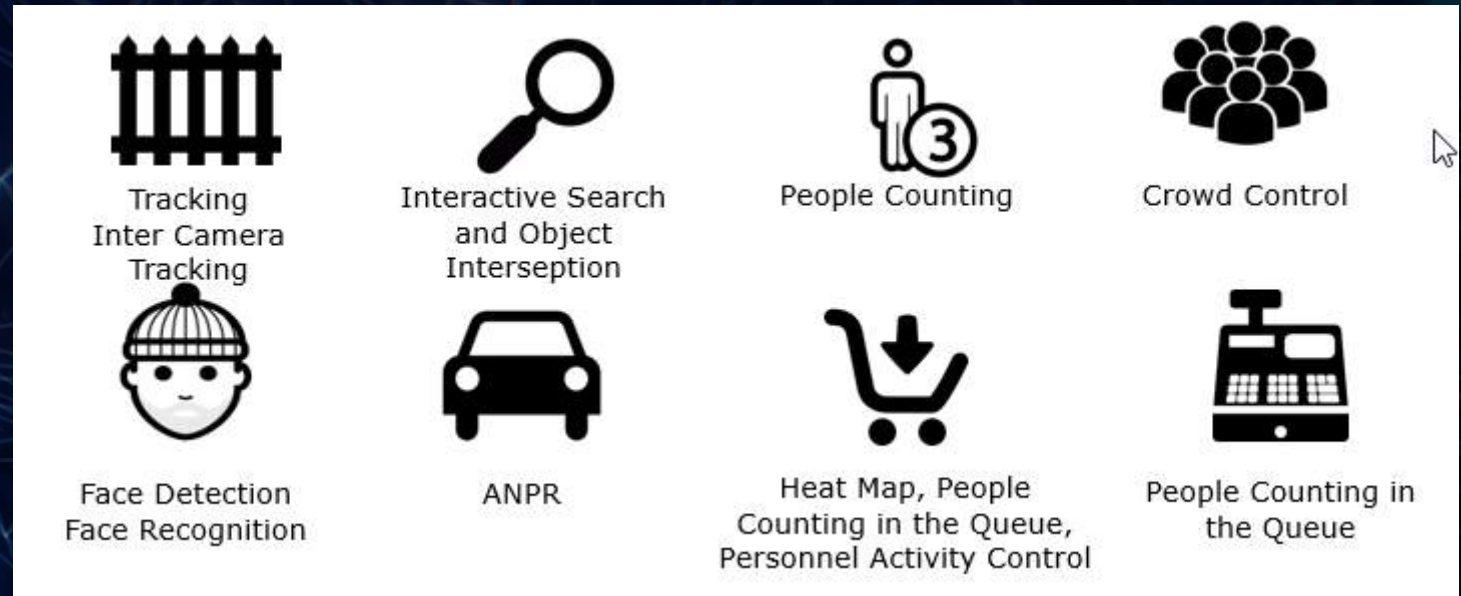 Tracking
Inter Camera
Tracking
Interactive Search
and Object
Interseption
3
People Counting
Crowd Control
Face Detection
Face Recognition
ANPR
Heat Map, People
Counting in the Queue,
Personnel Activity Control
People Counting in
the Queue